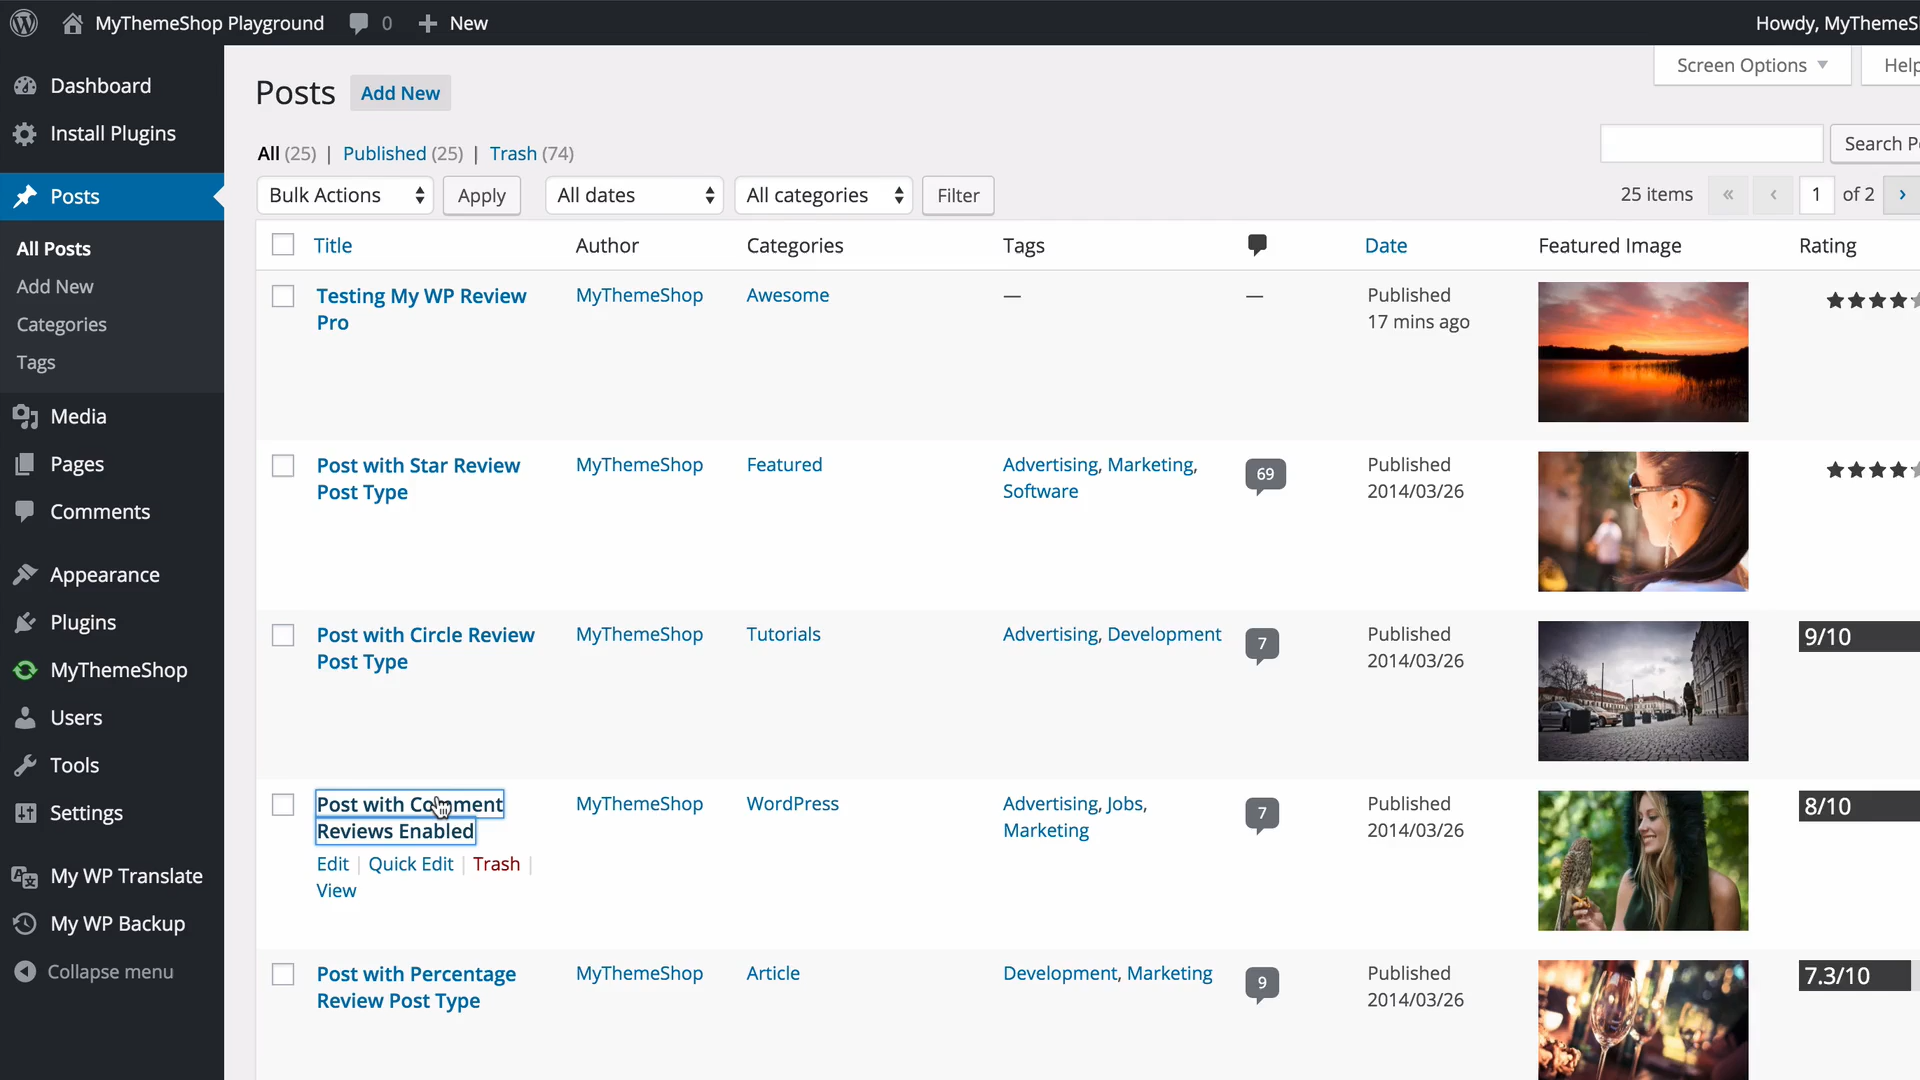 MyThemeShop Playground 0 New Howdy, MyThemeS
Dashboard
Install Plugins
Posts
All Posts
Add New
Categories
Tags
Media
Pages
Comments
Appearance
Plugins
MyThemeShop
Users
Tools
Settings
My WP Translate
My WP Backup
Collapse menu
Screen Options Help
Posts Add New
All (25) | Published (25) | Trash (74)
Search P
Bulk Actions Apply All dates All categories Filter 25 items « ‹ 1 of 2 ›
Title Author Categories Tags Date Featured Image Rating
Testing My WP Review MyThemeShop Awesome — — Published
Pro 17 mins ago
Post with Star Review MyThemeShop Featured Advertising, Marketing, 69 Published
Post Type Software 2014/03/26
Post with Circle Review MyThemeShop Tutorials Advertising, Development 7 Published 9/10
Post Type 2014/03/26
Post with Comment MyThemeShop WordPress Advertising, Jobs, 7 Published 8/10
Reviews Enabled Marketing 2014/03/26
Edit | Quick Edit | Trash |
View
Post with Percentage MyThemeShop Article Development, Marketing 9 Published 7.3/10
Review Post Type 2014/03/26